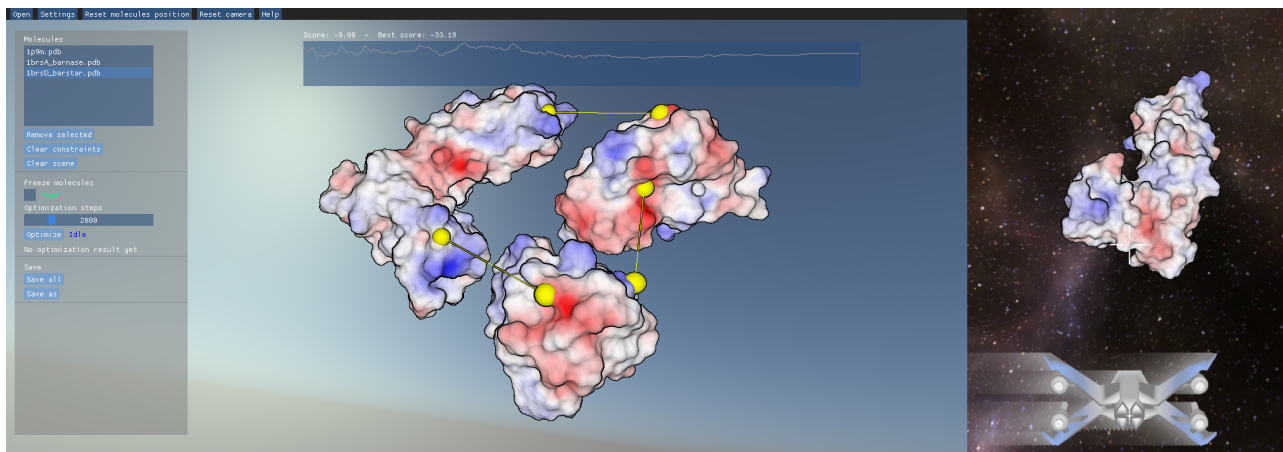 Open Settings Reset molecules position Reset camera Help
Score: -9.08 - Best score: -33.18
Molecules
1p9m.pdb
1brsA_barnase.pdb
1brsD_barstar.pdb
Remove selected
Clear constraints
Clear scene
Freeze molecules
Optimization steps
2000
Optimize Idle
No optimization result yet
Save
Save all
Save as